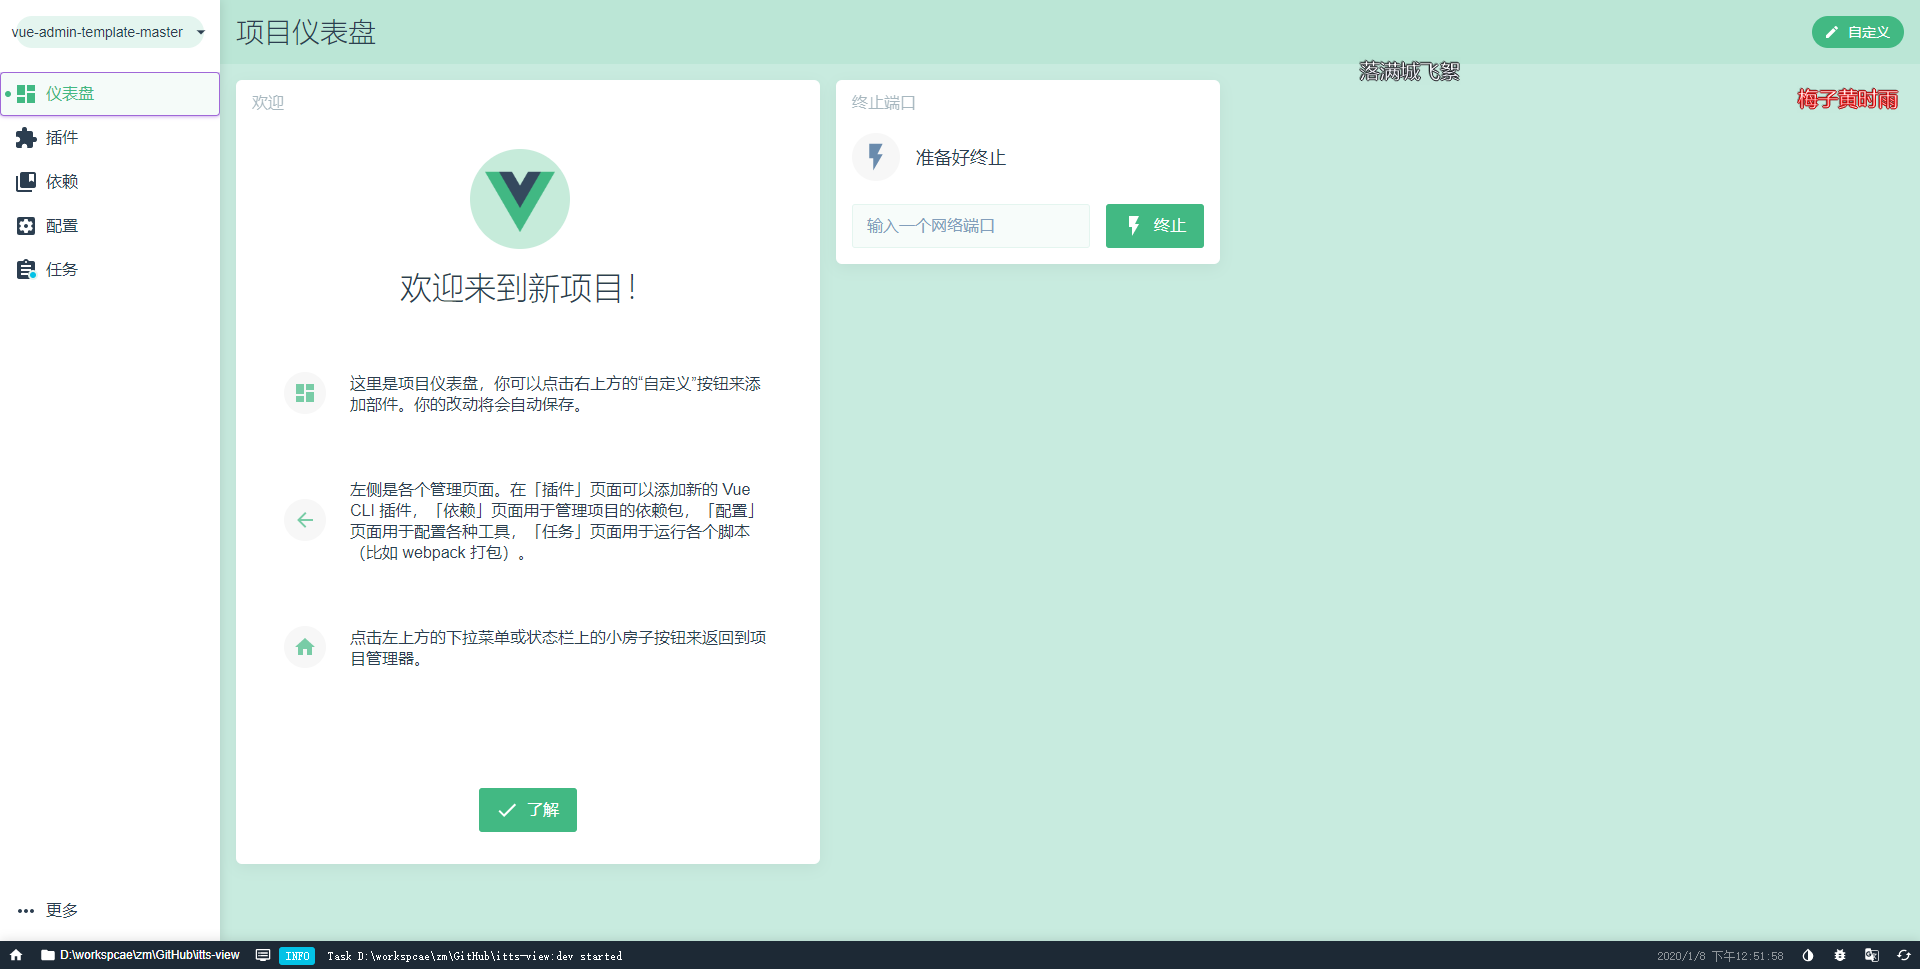 vue-admin-template-master
项目仪表盘
自定义
落满城飞絮
梅子黄时雨
仪表盘
插件
依赖
配置
任务
更多
欢迎
欢迎来到新项目！
这里是项目仪表盘，你可以点击右上方的“自定义”按钮来添
加部件。你的改动将会自动保存。
左侧是各个管理页面。在「插件」页面可以添加新的 Vue
CLI 插件，「依赖」页面用于管理项目的依赖包，「配置」
页面用于配置各种工具，「任务」页面用于运行各个脚本
（比如 webpack 打包）。
点击左上方的下拉菜单或状态栏上的小房子按钮来返回到项
目管理器。
了解
终止端口
准备好终止
输入一个网络端口
终止
D:\workspcae\zm\GitHub\itts-view
INFO
Task D:\workspcae\zm\GitHub\itts-view:dev started
2020/1/8 下午12:51:58